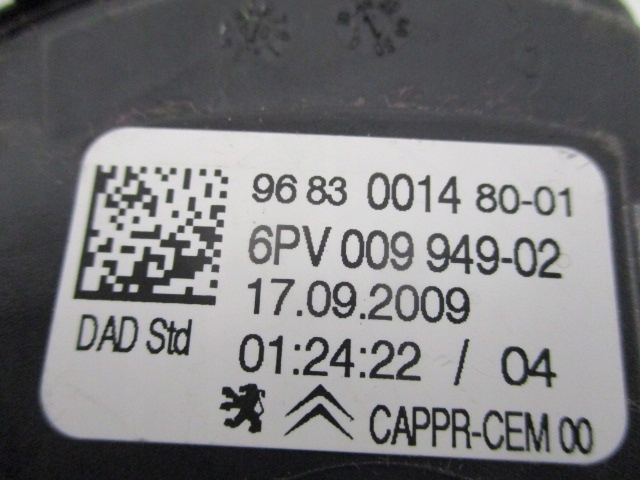 96 83 0014 80-01
6PV 009 949-02
17.09.2009
DAD Std
01:24:22 / 04
CAPPR-CEM 00